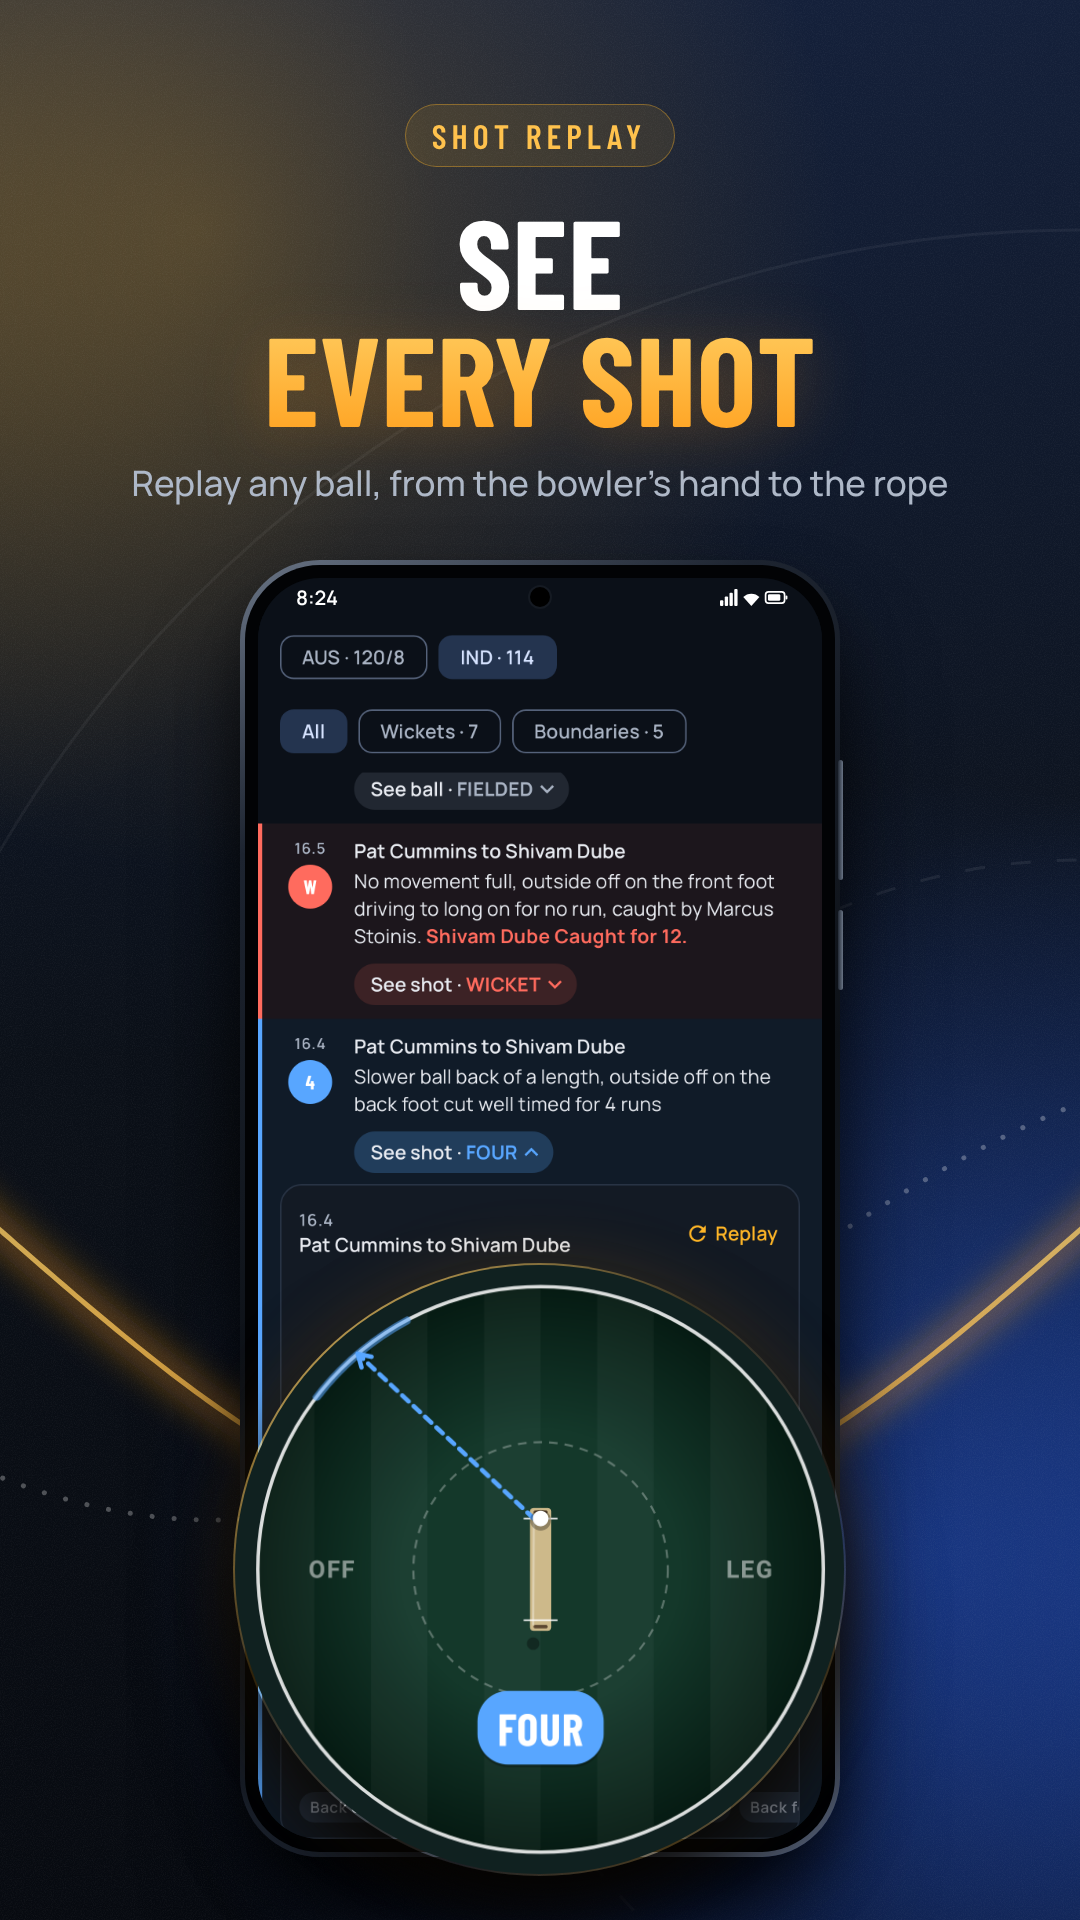 SHOT REPLAY
SEE
EVERY SHOT
Replay any ball, from the bowler's hand to the rope
8:24
AUS · 120/8
IND · 114
All
Wickets · 7
Boundaries · 5
See ball · FIELDED
16.5
Pat Cummins to Shivam Dube
W
No movement full, outside off on the front foot
driving to long on for no run, caught by Marcus
Stoinis. Shivam Dube Caught for 12.
See shot · WICKET
16.4
Pat Cummins to Shivam Dube
4
Slower ball back of a length, outside off on the
back foot cut well timed for 4 runs
See shot · FOUR
16.4
Pat Cummins to Shivam Dube
Replay
OFF
LEG
FOUR
Back
Back f